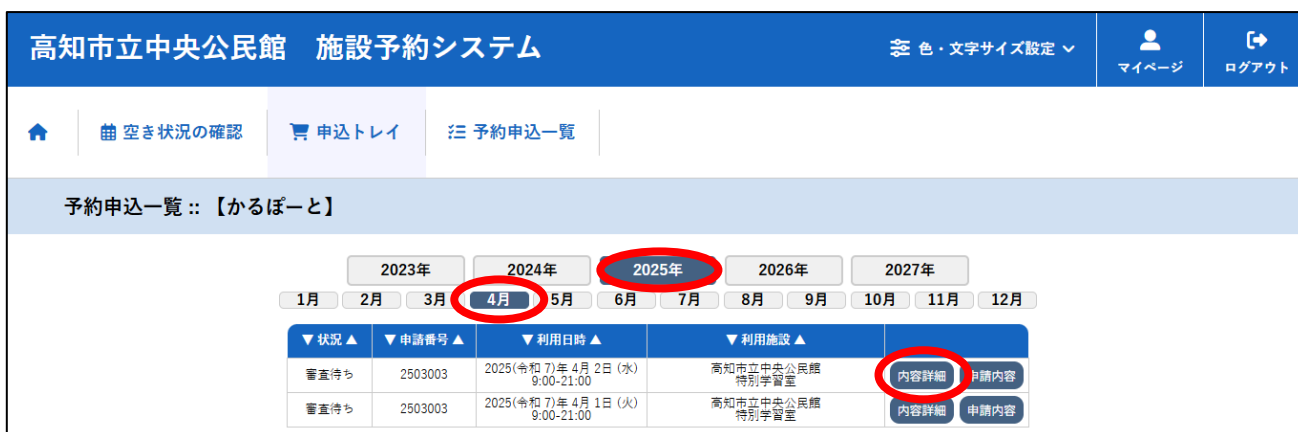 高知市立中央公民館　施設予約システム
色・文字サイズ設定
マイページ
ログアウト
空き状況の確認
申込トレイ
予約申込一覧
予約申込一覧 :: 【かるぽーと】
2023年 2024年 2025年 2026年 2027年
1月 2月 3月 4月 5月 6月 7月 8月 9月 10月 11月 12月
▼ 状況 ▲ ▼ 申請番号 ▲ ▼ 利用日時 ▲ ▼ 利用施設 ▲
審査待ち 2503003 2025(令和 7)年 4月 2日 (水) 高知市立中央公民館
9:00-21:00 特別学習室
内容詳細 申請内容
審査待ち 2503003 2025(令和 7)年 4月 1日 (火) 高知市立中央公民館
9:00-21:00 特別学習室
内容詳細 申請内容